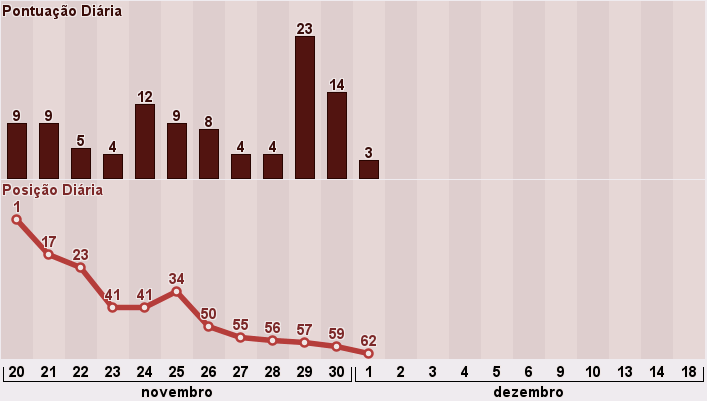 Pontuação Diária
9 9 5 4 12 9 8 4 4 23 14 3
Posição Diária
1 17 23 41 41 34 50 55 56 57 59 62
20 21 22 23 24 25 26 27 28 29 30 1 2 3 4 5 6 9 10 13 14 18
novembro dezembro